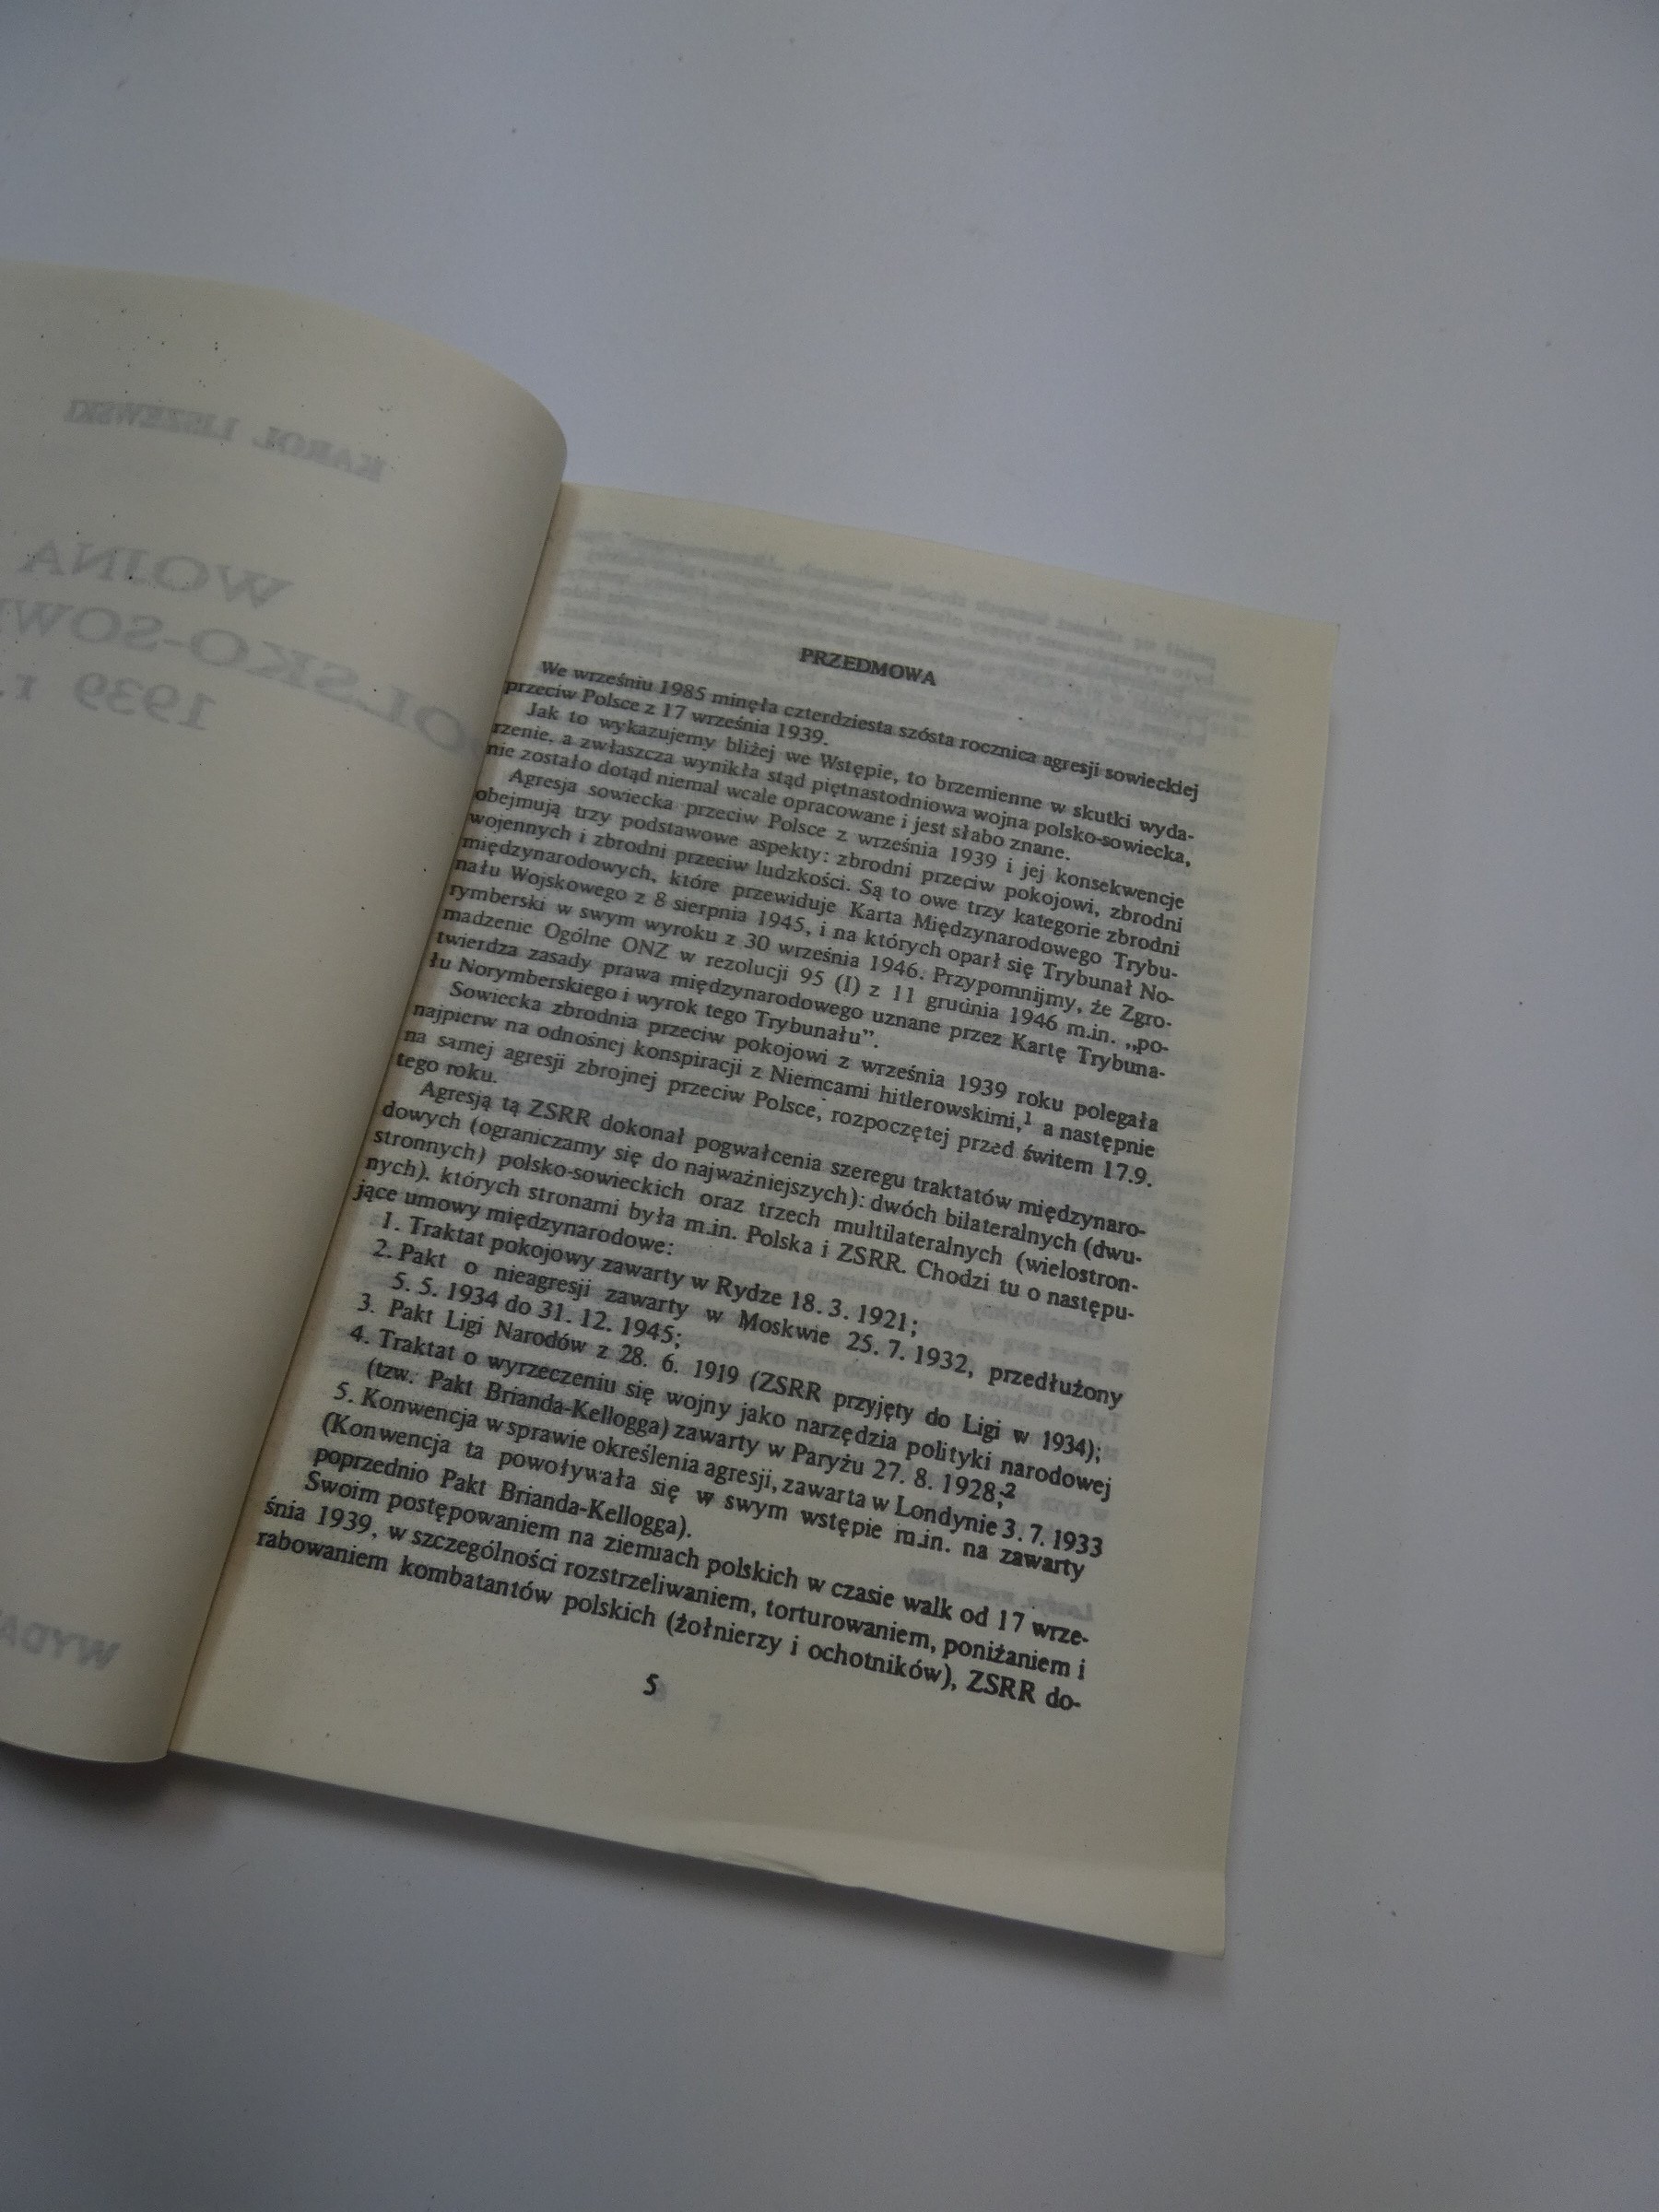 KAROL LISZEWSKI
WOJNA
POLSKO-SOWI
1939 r.
WYDA
PRZEDMOWA
We wrześniu 1985 minęła czterdziesta szósta rocznica agresji sowieckiej
przeciw Polsce z 17 września 1939.
Jak to wykazujemy bliżej we Wstępie, to brzemienne w skutki wyda-
rzenie, a zwłaszcza wynikła stąd piętnastodniowa wojna polsko-sowiecka,
nie zostało dotąd niemal wcale opracowane i jest słabo znane.
Agresja sowiecka przeciw Polsce z września 1939 i jej konsekwencje
obejmują trzy podstawowe aspekty: zbrodni przeciw pokojowi, zbrodni
wojennych i zbrodni przeciw ludzkości. Są to owe trzy kategorie zbrodni
międzynarodowych, które przewiduje Karta Międzynarodowego Trybu-
nału Wojskowego z 8 sierpnia 1945, i na których oparł się Trybunał No-
rymberski w swym wyroku z 30 września 1946. Przypomnijmy, że Zgro-
madzenie Ogólne ONZ w rezolucji 95 (I) z 11 grudnia 1946 m.in. „po-
twierdza zasady prawa międzynarodowego uznane przez Kartę Trybuna-
łu Norymberskiego i wyrok tego Trybunału”.
Sowiecka zbrodnia przeciw pokojowi z września 1939 roku polegała
najpierw na odnośnej konspiracji z Niemcami hitlerowskimi,¹ a następnie
na samej agresji zbrojnej przeciw Polsce, rozpoczętej przed świtem 17.9.
tego roku.
Agresją tą ZSRR dokonał pogwałcenia szeregu traktatów międzynaro-
dowych (ograniczamy się do najważniejszych): dwóch bilateralnych (dwu-
stronnych) polsko-sowieckich oraz trzech multilateralnych (wielostron-
nych), których stronami była m.in. Polska i ZSRR. Chodzi tu o następu-
jące umowy międzynarodowe:
1. Traktat pokojowy zawarty w Rydze 18. 3. 1921;
2. Pakt o nieagresji zawarty w Moskwie 25. 7. 1932, przedłużony
5. 5. 1934 do 31. 12. 1945;
3. Pakt Ligi Narodów z 28. 6. 1919 (ZSRR przyjęty do Ligi w 1934);
4. Traktat o wyrzeczeniu się wojny jako narzędzia polityki narodowej
(tzw. Pakt Brianda-Kellogga) zawarty w Paryżu 27. 8. 1928;²
5. Konwencja w sprawie określenia agresji, zawarta w Londynie 3. 7. 1933
(Konwencja ta powoływała się w swym wstępie m.in. na zawarty
poprzednio Pakt Brianda-Kellogga).
Swoim postępowaniem na ziemiach polskich w czasie walk od 17 wrze-
śnia 1939, w szczególności rozstrzeliwaniem, torturowaniem, poniżaniem i
rabowaniem kombatantów polskich (żołnierzy i ochotników), ZSRR do-
5